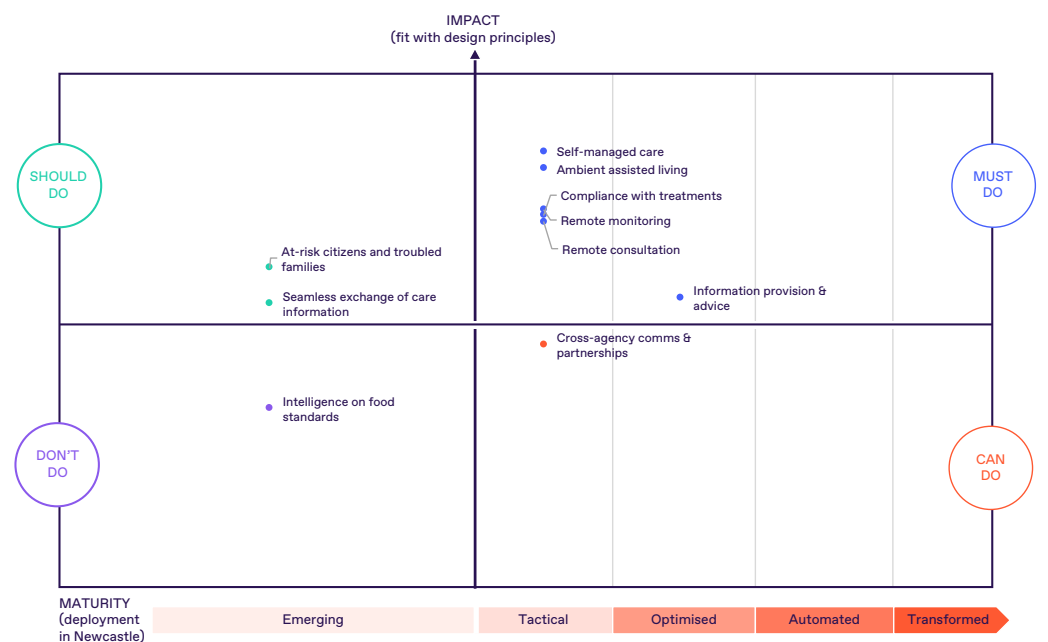 IMPACT
(fit with design principles)
SHOULD
DO
MUST
DO
Self-managed care
Ambient assisted living
Compliance with treatments
Remote monitoring
Remote consultation
At-risk citizens and troubled
families
Seamless exchange of care
information
Information provision &
advice
Cross-agency comms &
partnerships
Intelligence on food
standards
DON'T
DO
CAN
DO
MATURITY
(deployment
in Newcastle)
Emerging
Tactical
Optimised
Automated
Transformed